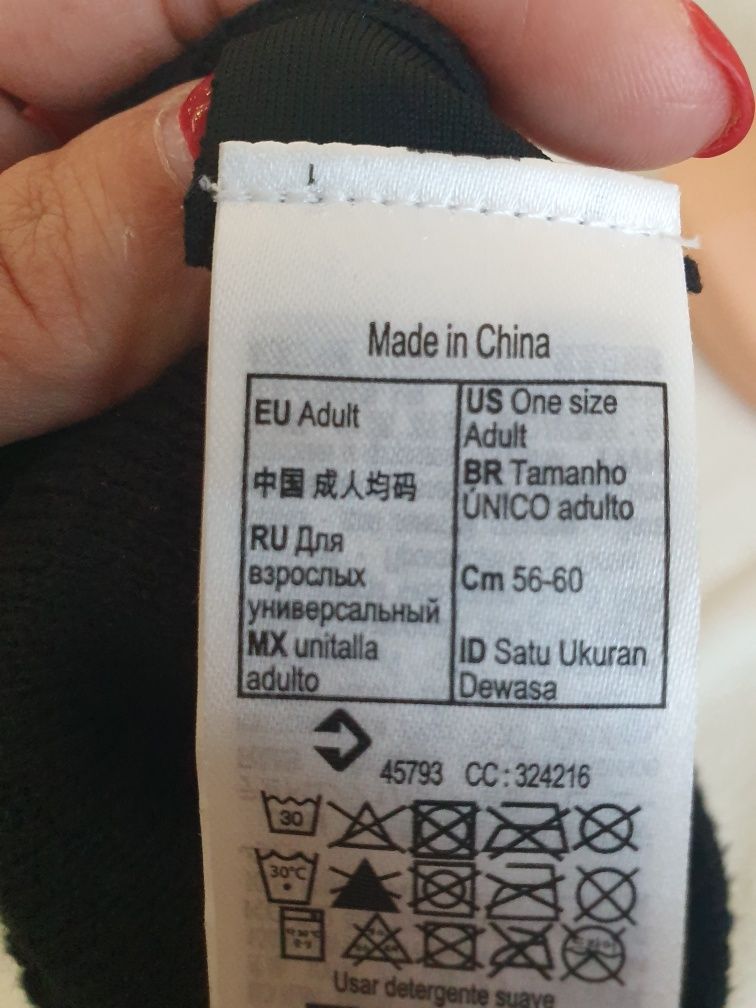 Made in China
EU Adult
US One size
Adult
中国 成人均码
BR Tamanho
ÚNICO adulto
RU Для
взрослых
универсальный
Cm 56-60
MX unitalla
adulto
ID Satu Ukuran
Dewasa
45793 CC : 324216
30
30°C
Usar detergente suave